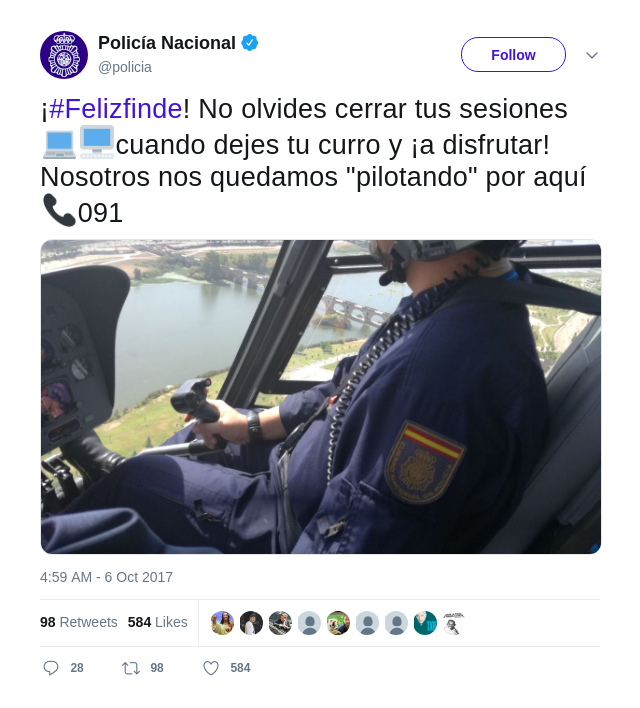 Policía Nacional
@policia
Follow
¡#Felizfinde! No olvides cerrar tus sesiones
💻🖥cuando dejes tu curro y ¡a disfrutar!
Nosotros nos quedamos "pilotando" por aquí
📞091
4:59 AM - 6 Oct 2017
98 Retweets 584 Likes
28 98 584